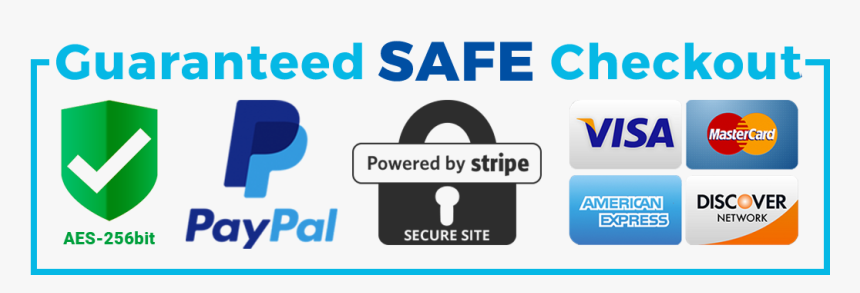 Guaranteed SAFE Checkout
AES-256bit
PayPal
Powered by stripe
SECURE SITE
VISA
MasterCard
AMERICAN
EXPRESS
DISCOVER
NETWORK